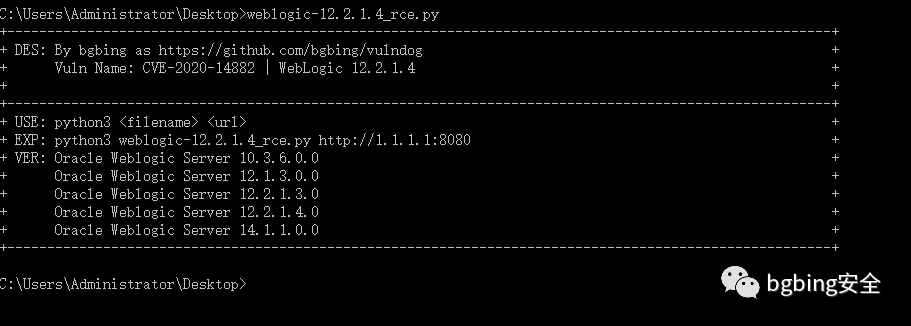 C:\Users\Administrator\Desktop>weblogic-12.2.1.4_rce.py
+------------------------------------------------------------------------------------------------------+
+ DES: By bgbing as https://github.com/bgbing/vulndog +
+ Vuln Name: CVE-2020-14882 | WebLogic 12.2.1.4 +
+ +
+------------------------------------------------------------------------------------------------------+
+ USE: python3 <filename> <url> +
+ EXP: python3 weblogic-12.2.1.4_rce.py http://1.1.1.1:8080 +
+ VER: Oracle Weblogic Server 10.3.6.0.0 +
+ Oracle Weblogic Server 12.1.3.0.0 +
+ Oracle Weblogic Server 12.2.1.3.0 +
+ Oracle Weblogic Server 12.2.1.4.0 +
+ Oracle Weblogic Server 14.1.1.0.0 +
+------------------------------------------------------------------------------------------------------+
C:\Users\Administrator\Desktop>
bgbing安全